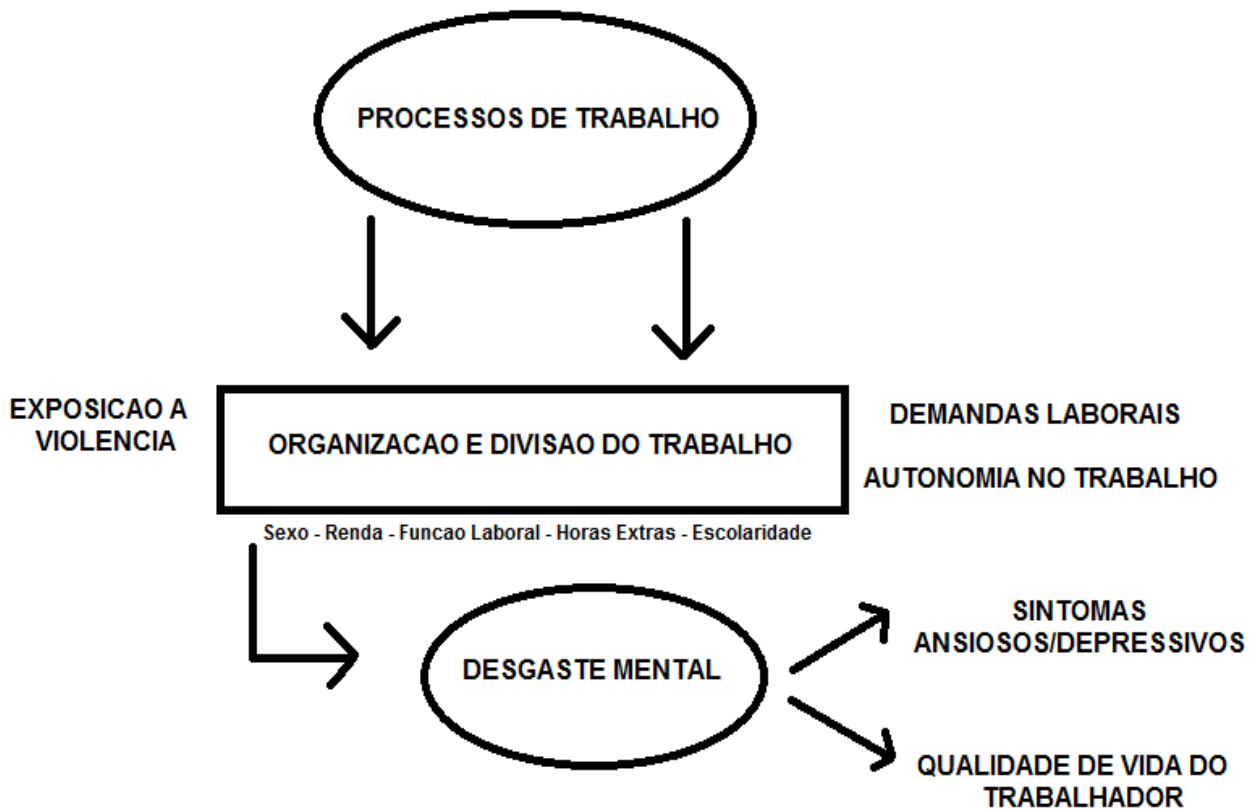 PROCESSOS DE TRABALHO
EXPOSICAO A
VIOLENCIA
ORGANIZACAO E DIVISAO DO TRABALHO
DEMANDAS LABORAIS
AUTONOMIA NO TRABALHO
Sexo - Renda - Funcao Laboral - Horas Extras - Escolaridade
DESGASTE MENTAL
SINTOMAS
ANSIOSOS/DEPRESSIVOS
QUALIDADE DE VIDA DO
TRABALHADOR